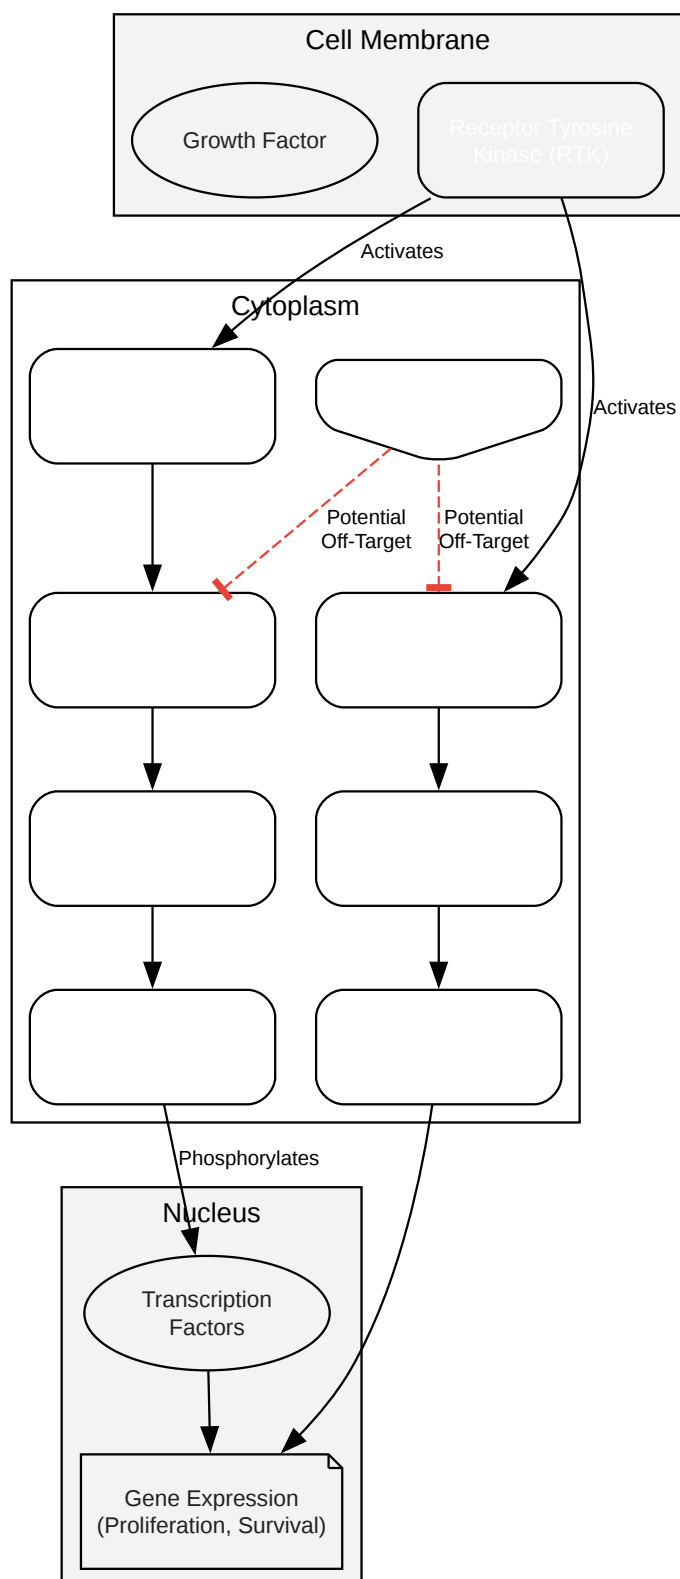 Cell Membrane
Growth Factor
Receptor Tyrosine
Kinase (RTK)
Activates
Cytoplasm
Activates
Potential
Off-Target
Potential
Off-Target
Phosphorylates
Nucleus
Transcription
Factors
Gene Expression
(Proliferation, Survival)